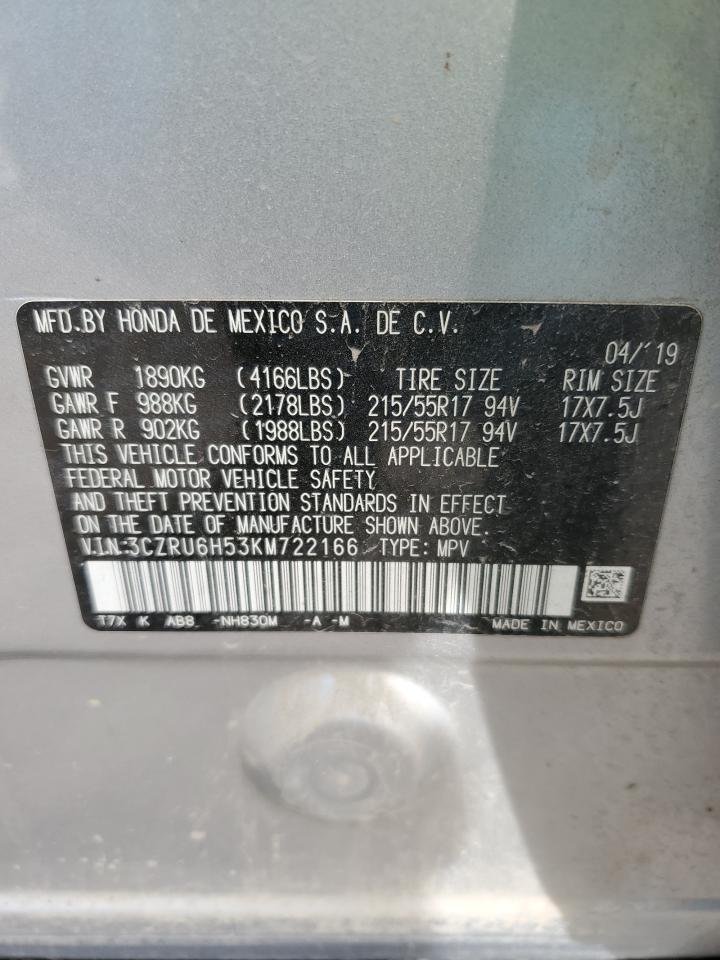 MFD.BY HONDA DE MEXICO S.A. DE C.V.
04/'19
GVWR 1890KG (4166LBS) TIRE SIZE RIM SIZE
GAWR F 988KG (2178LBS) 215/55R17 94V 17X7.5J
GAWR R 902KG (1988LBS) 215/55R17 94V 17X7.5J
THIS VEHICLE CONFORMS TO ALL APPLICABLE
FEDERAL MOTOR VEHICLE SAFETY
AND THEFT PREVENTION STANDARDS IN EFFECT
ON THE DATE OF MANUFACTURE SHOWN ABOVE.
V.I.N:3CZRU6H53KM722166 TYPE: MPV
T7X K AB8 -NH830M -A -M MADE IN MEXICO